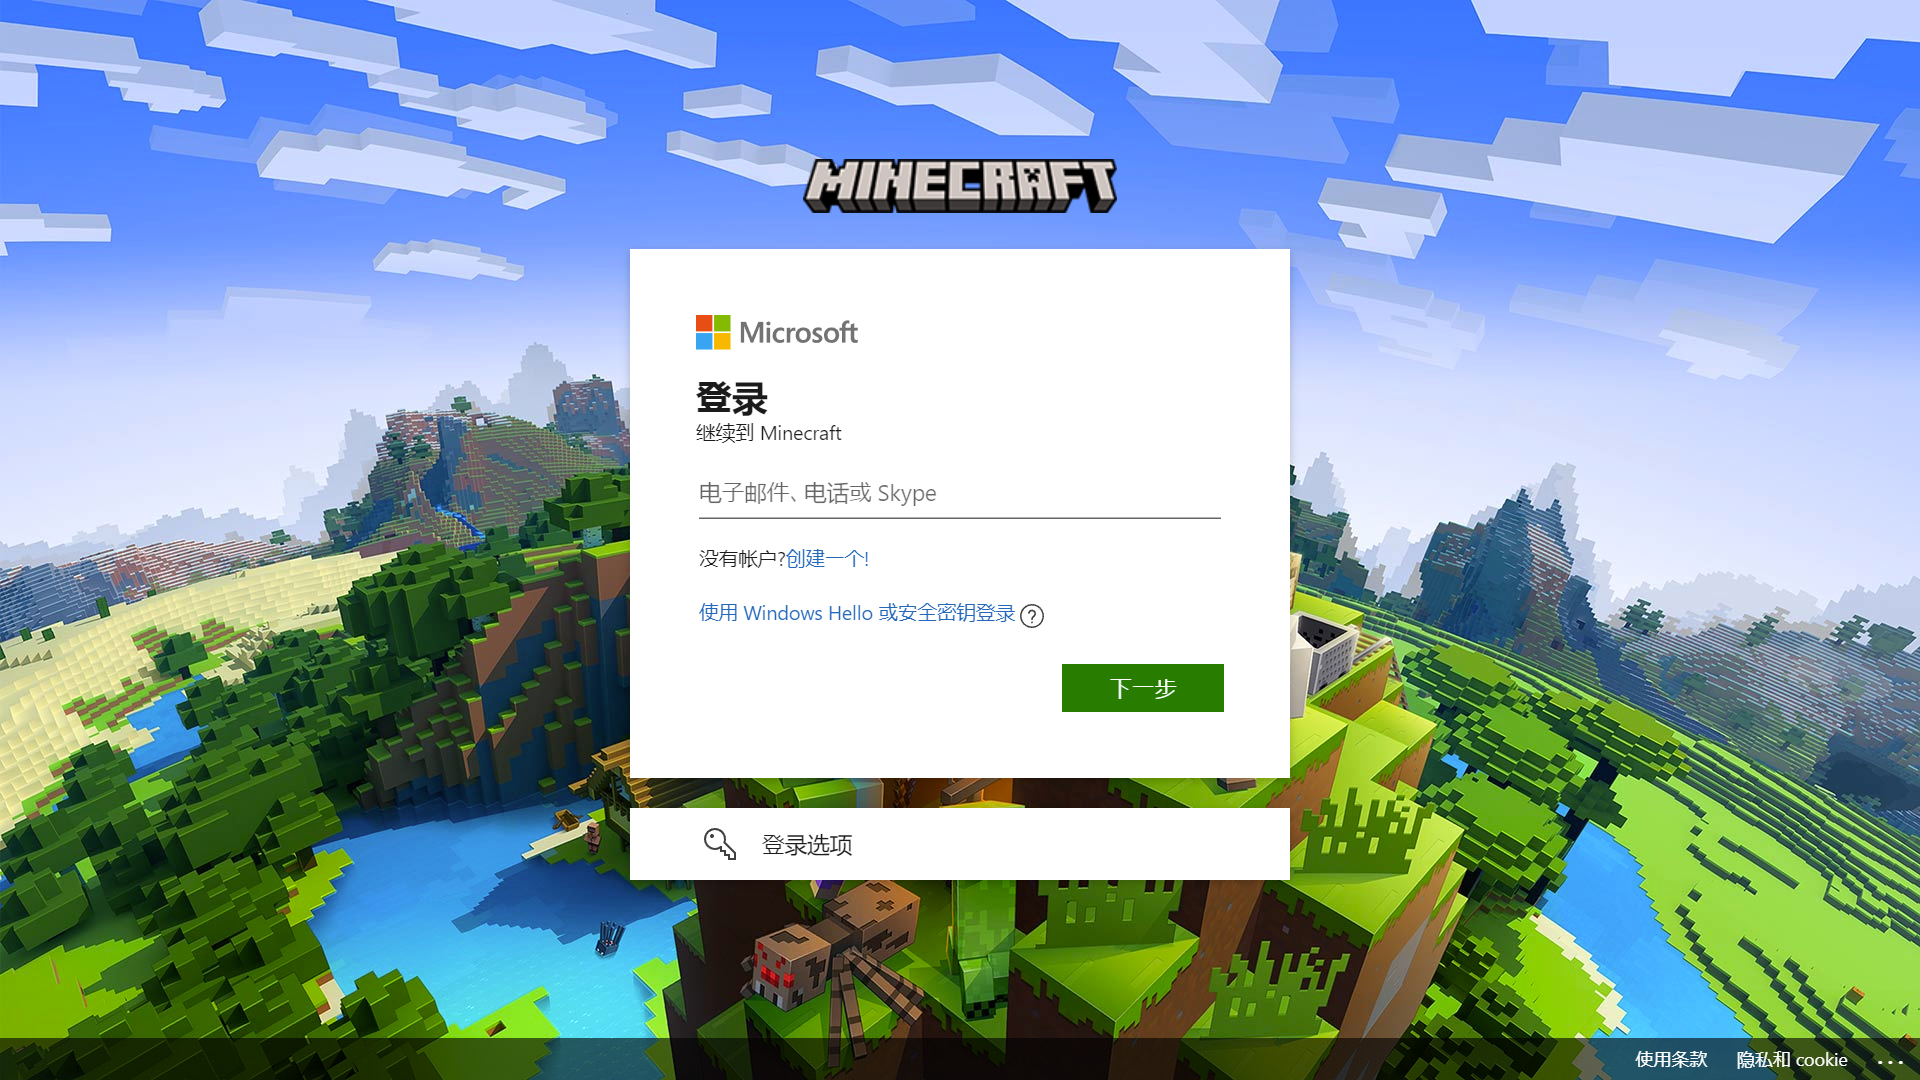 MINECRAFT
Microsoft
登录
继续到 Minecraft
电子邮件、电话或 Skype
没有帐户?创建一个!
使用 Windows Hello 或安全密钥登录 ?
下一步
登录选项
使用条款 隐私和 cookie ...